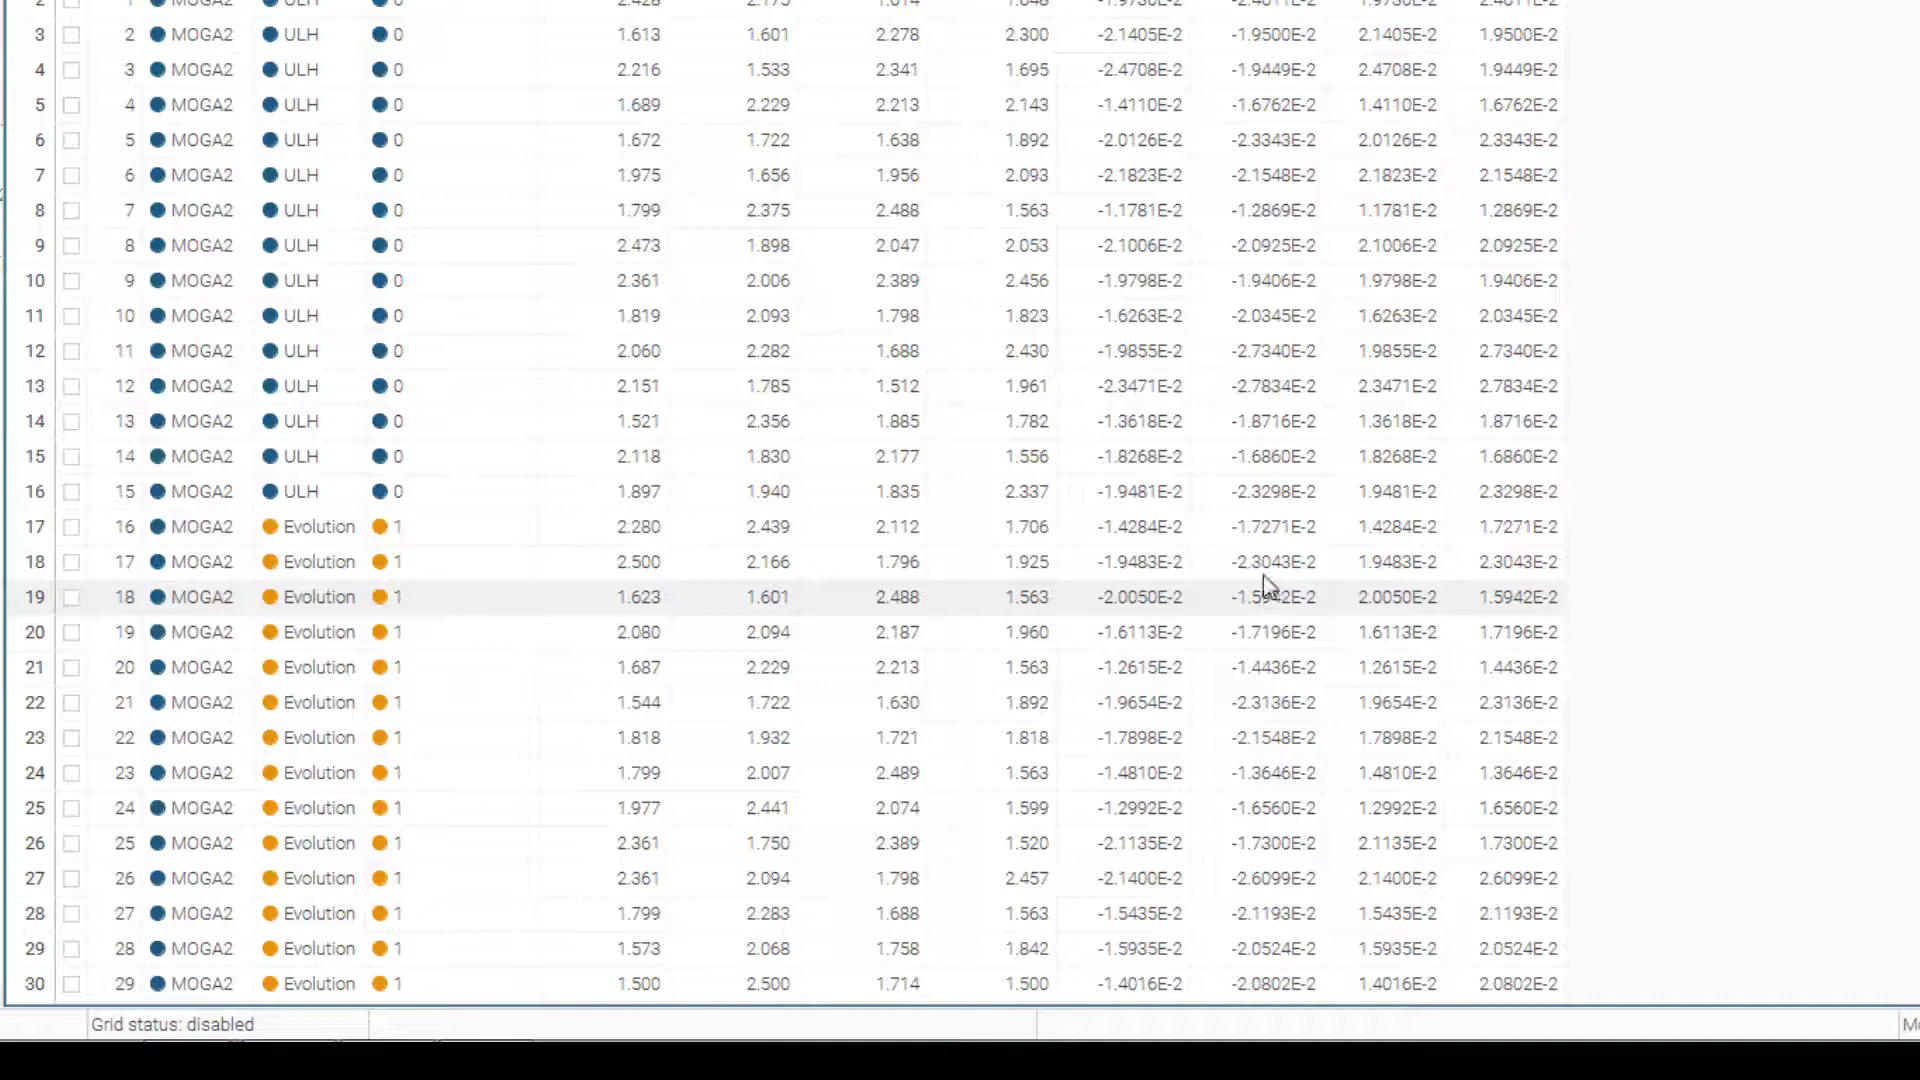 2 1 MOGA2 ULH 0 2.428 2.175 1.614 1.648 -1.9730E-2 -2.4011E-2 1.9730E-2 2.4011E-2
3 2 MOGA2 ULH 0 1.613 1.601 2.278 2.300 -2.1405E-2 -1.9500E-2 2.1405E-2 1.9500E-2
4 3 MOGA2 ULH 0 2.216 1.533 2.341 1.695 -2.4708E-2 -1.9449E-2 2.4708E-2 1.9449E-2
5 4 MOGA2 ULH 0 1.689 2.229 2.213 2.143 -1.4110E-2 -1.6762E-2 1.4110E-2 1.6762E-2
6 5 MOGA2 ULH 0 1.672 1.722 1.638 1.892 -2.0126E-2 -2.3343E-2 2.0126E-2 2.3343E-2
7 6 MOGA2 ULH 0 1.975 1.656 1.956 2.093 -2.1823E-2 -2.1548E-2 2.1823E-2 2.1548E-2
8 7 MOGA2 ULH 0 1.799 2.375 2.488 1.563 -1.1781E-2 -1.2869E-2 1.1781E-2 1.2869E-2
9 8 MOGA2 ULH 0 2.473 1.898 2.047 2.053 -2.1006E-2 -2.0925E-2 2.1006E-2 2.0925E-2
10 9 MOGA2 ULH 0 2.361 2.006 2.389 2.456 -1.9798E-2 -1.9406E-2 1.9798E-2 1.9406E-2
11 10 MOGA2 ULH 0 1.819 2.093 1.798 1.823 -1.6263E-2 -2.0345E-2 1.6263E-2 2.0345E-2
12 11 MOGA2 ULH 0 2.060 2.282 1.688 2.430 -1.9855E-2 -2.7340E-2 1.9855E-2 2.7340E-2
13 12 MOGA2 ULH 0 2.151 1.785 1.512 1.961 -2.3471E-2 -2.7834E-2 2.3471E-2 2.7834E-2
14 13 MOGA2 ULH 0 1.521 2.356 1.885 1.782 -1.3618E-2 -1.8716E-2 1.3618E-2 1.8716E-2
15 14 MOGA2 ULH 0 2.118 1.830 2.177 1.556 -1.8268E-2 -1.6860E-2 1.8268E-2 1.6860E-2
16 15 MOGA2 ULH 0 1.897 1.940 1.835 2.337 -1.9481E-2 -2.3298E-2 1.9481E-2 2.3298E-2
17 16 MOGA2 Evolution 1 2.280 2.439 2.112 1.706 -1.4284E-2 -1.7271E-2 1.4284E-2 1.7271E-2
18 17 MOGA2 Evolution 1 2.500 2.166 1.796 1.925 -1.9483E-2 -2.3043E-2 1.9483E-2 2.3043E-2
19 18 MOGA2 Evolution 1 1.623 1.601 2.488 1.563 -2.0050E-2 -1.5942E-2 2.0050E-2 1.5942E-2
20 19 MOGA2 Evolution 1 2.080 2.094 2.187 1.960 -1.6113E-2 -1.7196E-2 1.6113E-2 1.7196E-2
21 20 MOGA2 Evolution 1 1.687 2.229 2.213 1.563 -1.2615E-2 -1.4436E-2 1.2615E-2 1.4436E-2
22 21 MOGA2 Evolution 1 1.544 1.722 1.630 1.892 -1.9654E-2 -2.3136E-2 1.9654E-2 2.3136E-2
23 22 MOGA2 Evolution 1 1.818 1.932 1.721 1.818 -1.7898E-2 -2.1548E-2 1.7898E-2 2.1548E-2
24 23 MOGA2 Evolution 1 1.799 2.007 2.489 1.563 -1.4810E-2 -1.3646E-2 1.4810E-2 1.3646E-2
25 24 MOGA2 Evolution 1 1.977 2.441 2.074 1.599 -1.2992E-2 -1.6560E-2 1.2992E-2 1.6560E-2
26 25 MOGA2 Evolution 1 2.361 1.750 2.389 1.520 -2.1135E-2 -1.7300E-2 2.1135E-2 1.7300E-2
27 26 MOGA2 Evolution 1 2.361 2.094 1.798 2.457 -2.1400E-2 -2.6099E-2 2.1400E-2 2.6099E-2
28 27 MOGA2 Evolution 1 1.799 2.283 1.688 1.563 -1.5435E-2 -2.1193E-2 1.5435E-2 2.1193E-2
29 28 MOGA2 Evolution 1 1.573 2.068 1.758 1.842 -1.5935E-2 -2.0524E-2 1.5935E-2 2.0524E-2
30 29 MOGA2 Evolution 1 1.500 2.500 1.714 1.500 -1.4016E-2 -2.0802E-2 1.4016E-2 2.0802E-2
Grid status: disabled